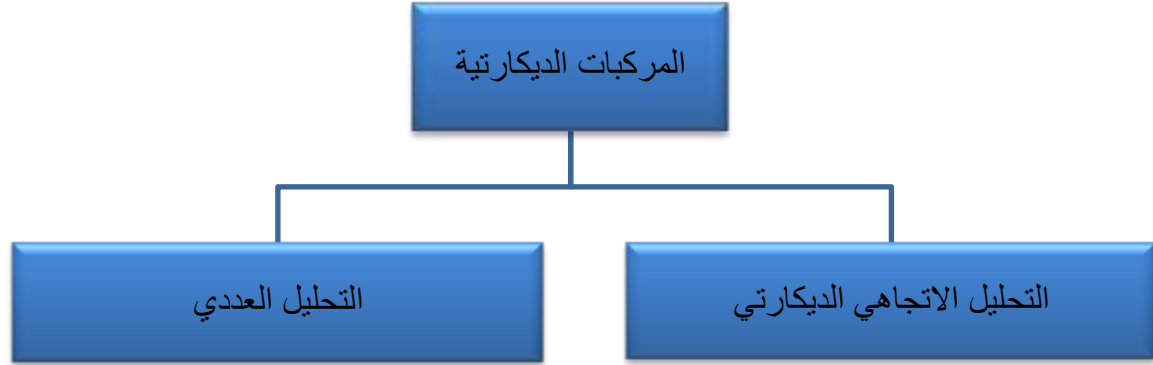 المركبات الديكارتية
التحليل الاتجاهي الديكارتي
التحليل العددي